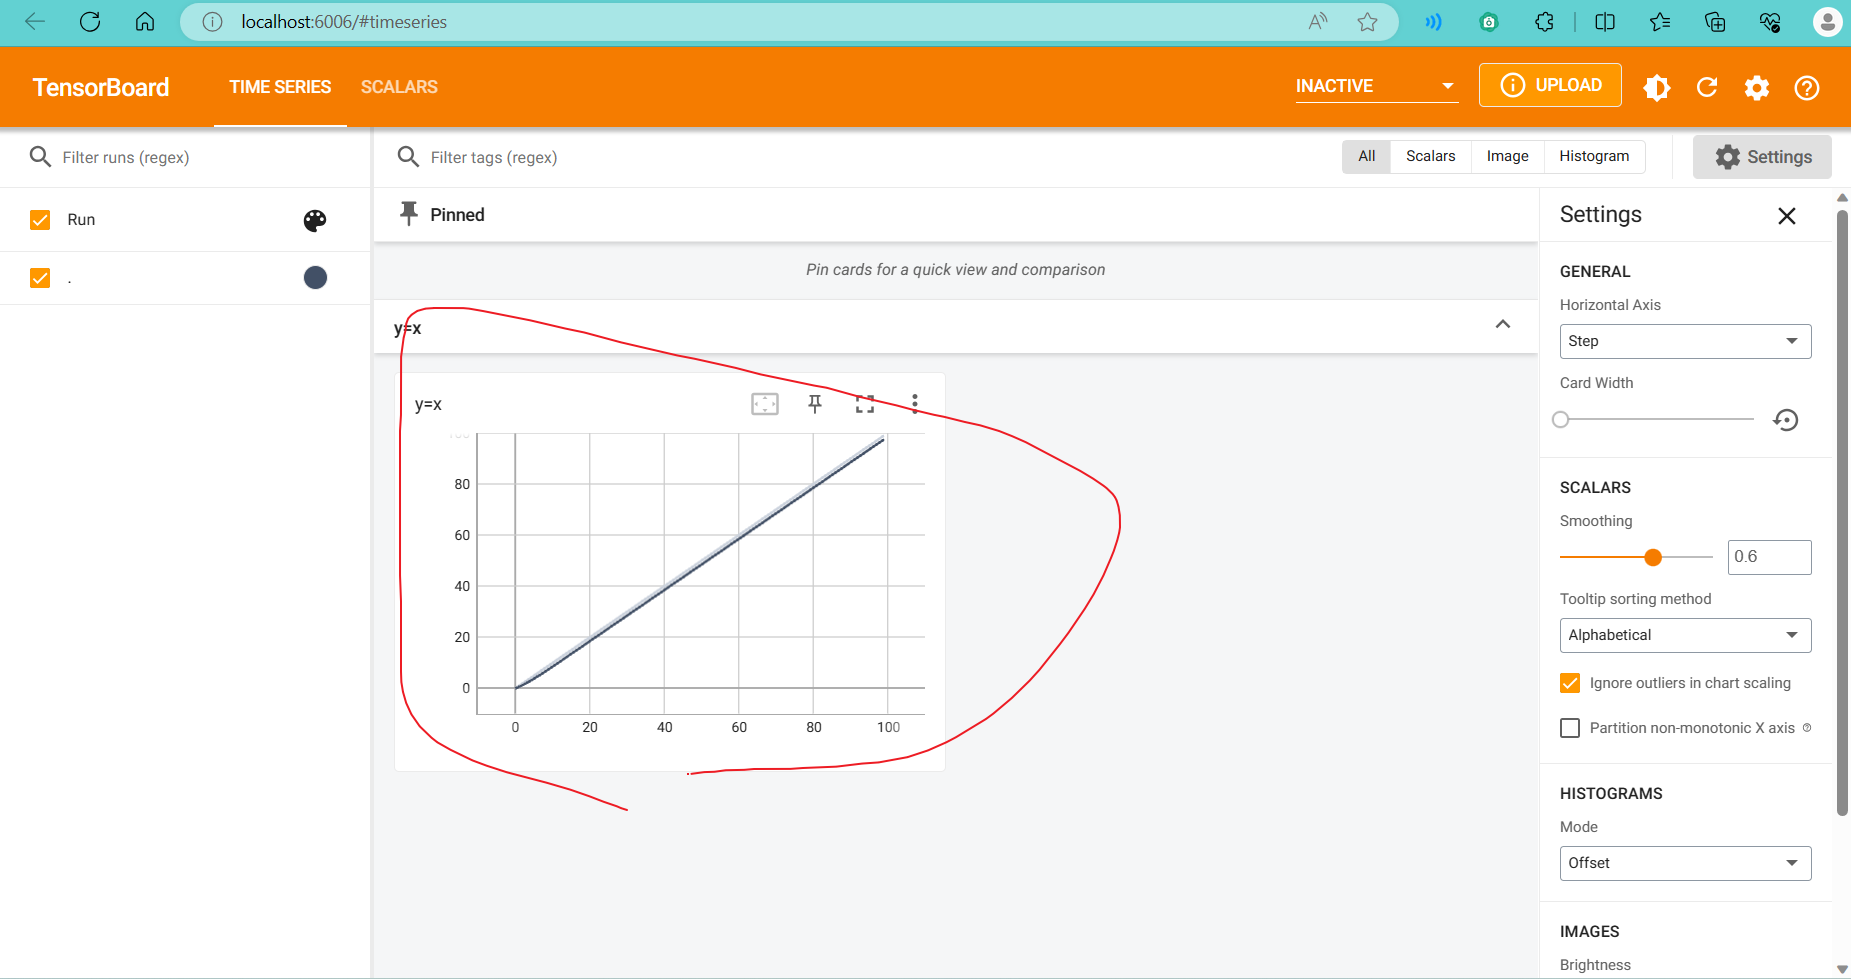 localhost:6006/#timeseries
TensorBoard TIME SERIES SCALARS INACTIVE UPLOAD
Filter runs (regex) Filter tags (regex) All Scalars Image Histogram Settings
Run
.
Pinned
Pin cards for a quick view and comparison
y=x
y=x
100
80
60
40
20
0
0 20 40 60 80 100
Settings
GENERAL
Horizontal Axis
Step
Card Width
SCALARS
Smoothing
0.6
Tooltip sorting method
Alphabetical
Ignore outliers in chart scaling
Partition non-monotonic X axis
HISTOGRAMS
Mode
Offset
IMAGES
Brightness